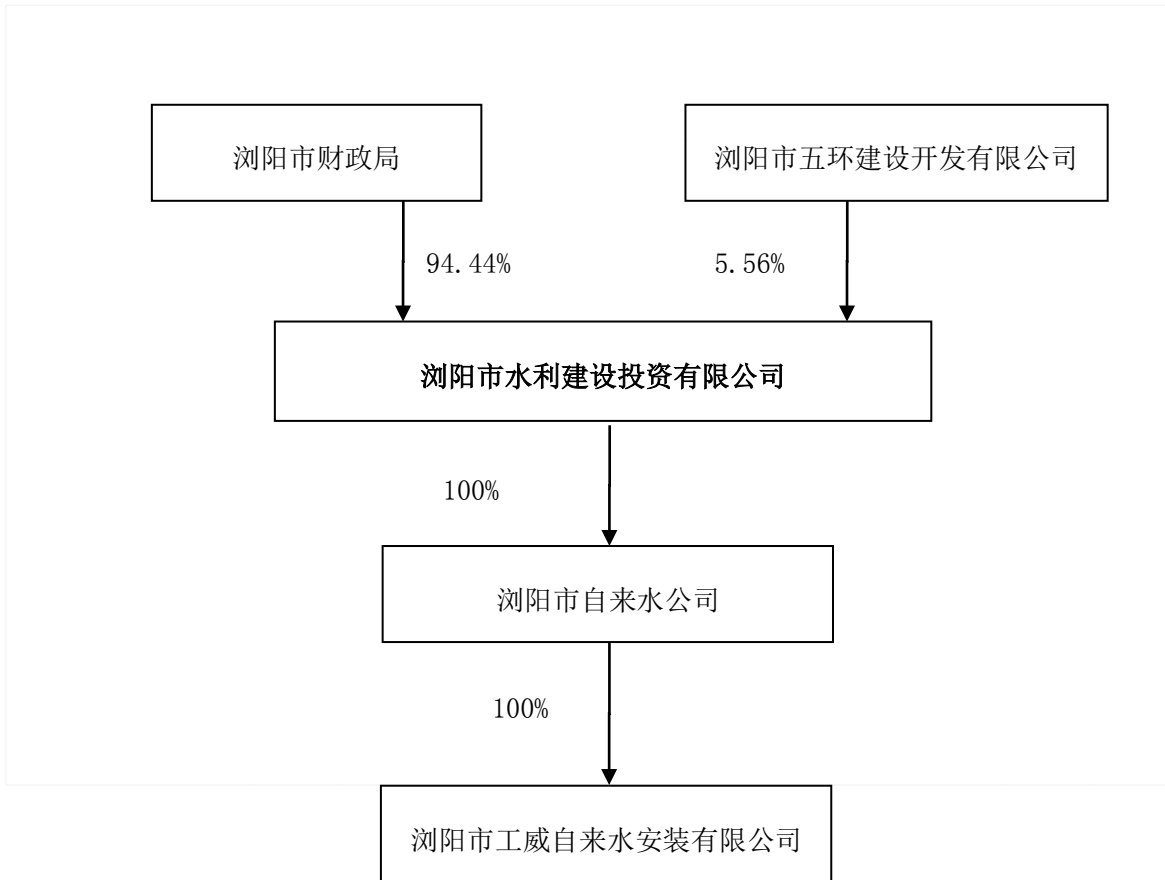 浏阳市财政局
浏阳市五环建设开发有限公司
94.44%
5.56%
浏阳市水利建设投资有限公司
100%
浏阳市自来水公司
100%
浏阳市工威自来水安装有限公司